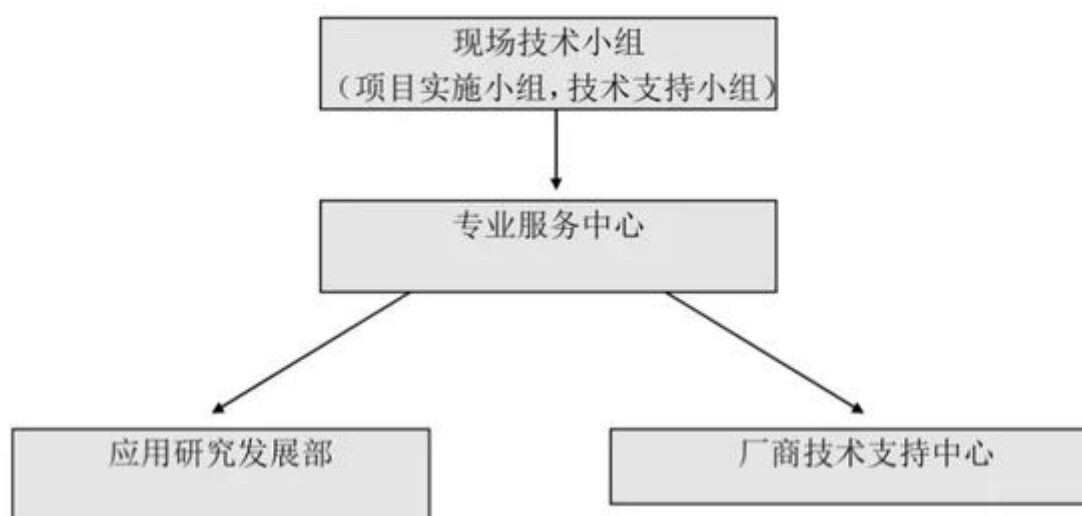 现场技术小组
（项目实施小组，技术支持小组）
专业服务中心
应用研究发展部
厂商技术支持中心